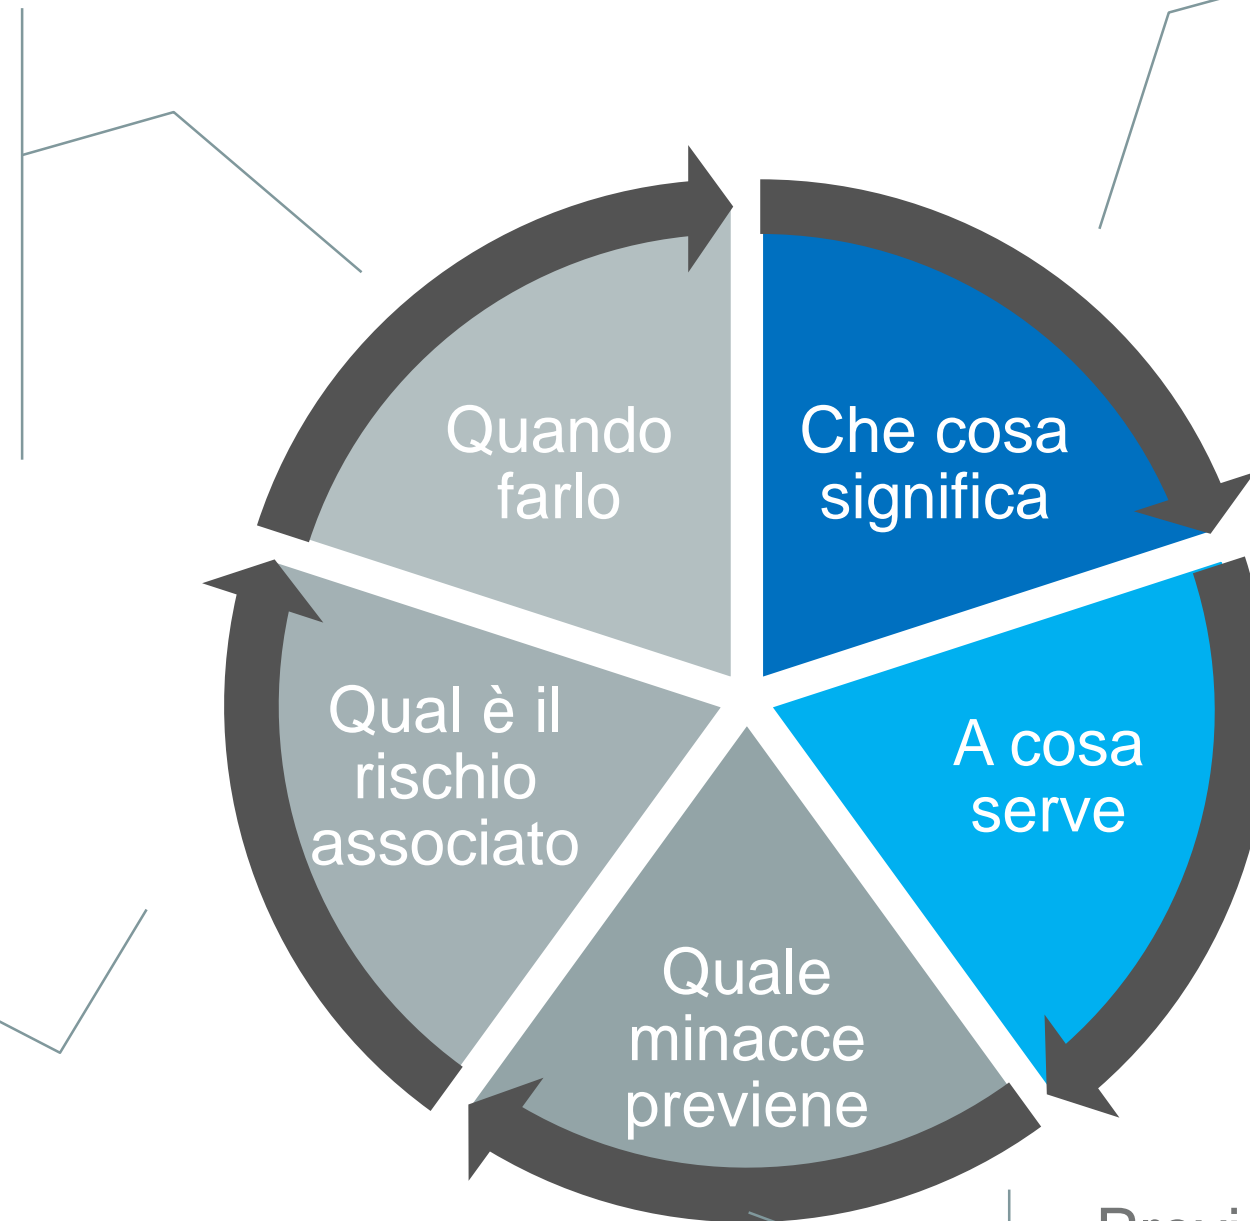 Quando
farlo
Che cosa
significa
Qual è il
rischio
associato
A cosa
serve
Quale
minacce
previene